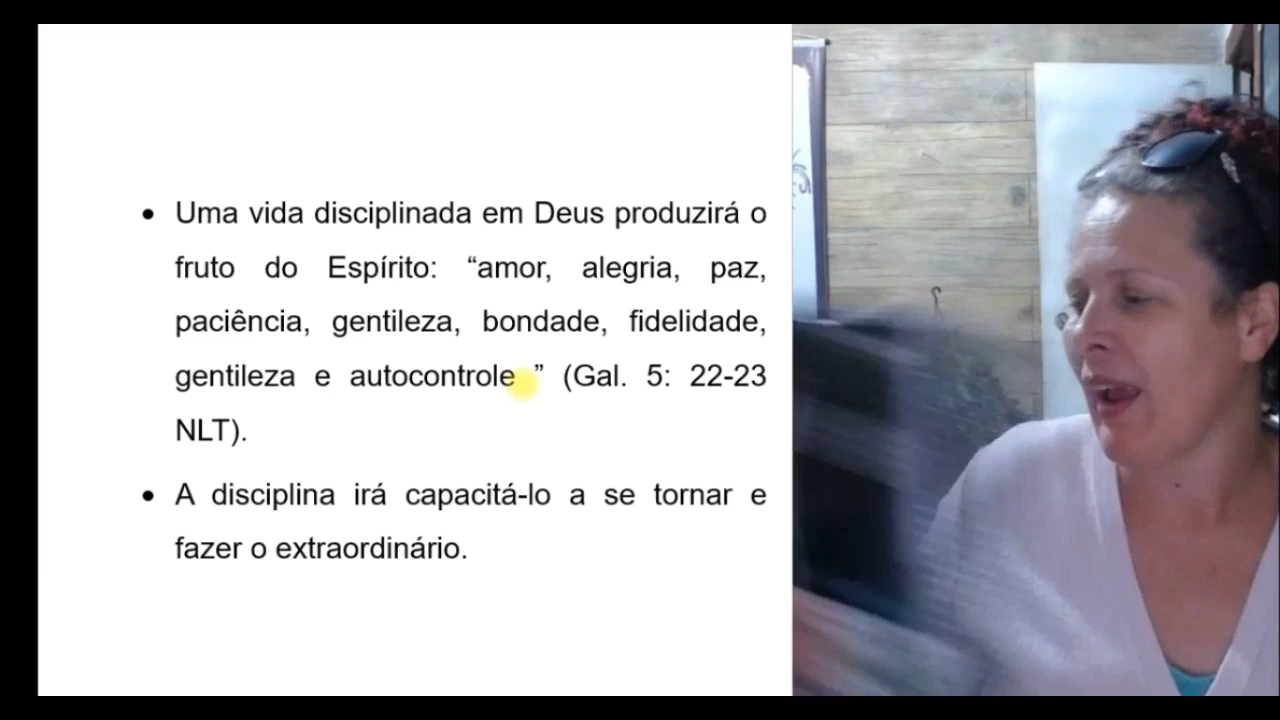 • Uma vida disciplinada em Deus produzirá o
fruto do Espírito: “amor, alegria, paz,
paciência, gentileza, bondade, fidelidade,
gentileza e autocontrole ” (Gal. 5: 22-23
NLT).
• A disciplina irá capacitá-lo a se tornar e
fazer o extraordinário.